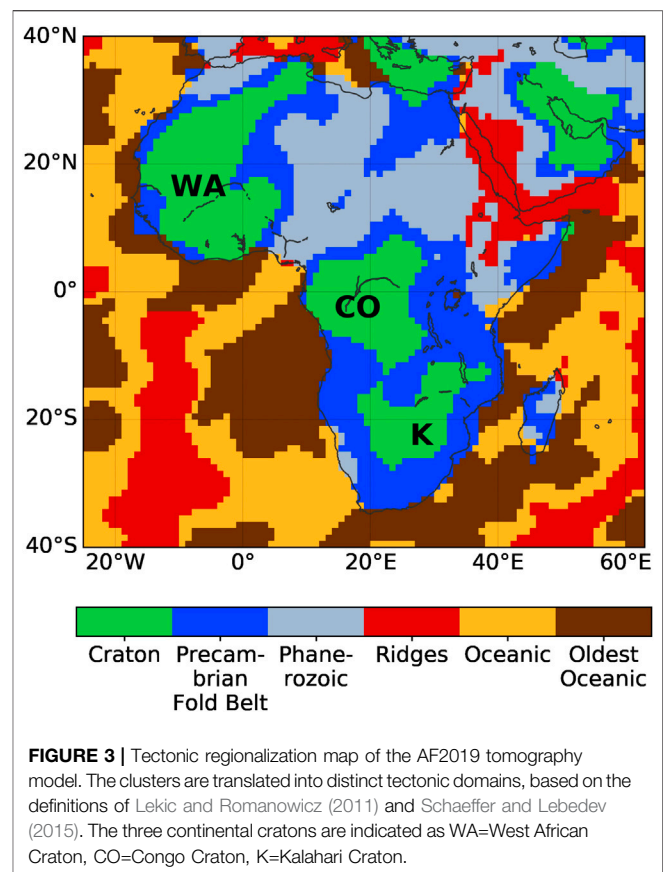 40°N
20°N
0°
20°S
40°S
WA
CO
K
20°W 0° 20°E 40°E 60°E
Craton Precam- Phane- Ridges Oceanic Oldest
brian rozoic Oceanic
Fold Belt
FIGURE 3 | Tectonic regionalization map of the AF2019 tomography
model. The clusters are translated into distinct tectonic domains, based on the
definitions of Lekic and Romanowicz (2011) and Schaeffer and Lebedev
(2015). The three continental cratons are indicated as WA=West African
Craton, CO=Congo Craton, K=Kalahari Craton.